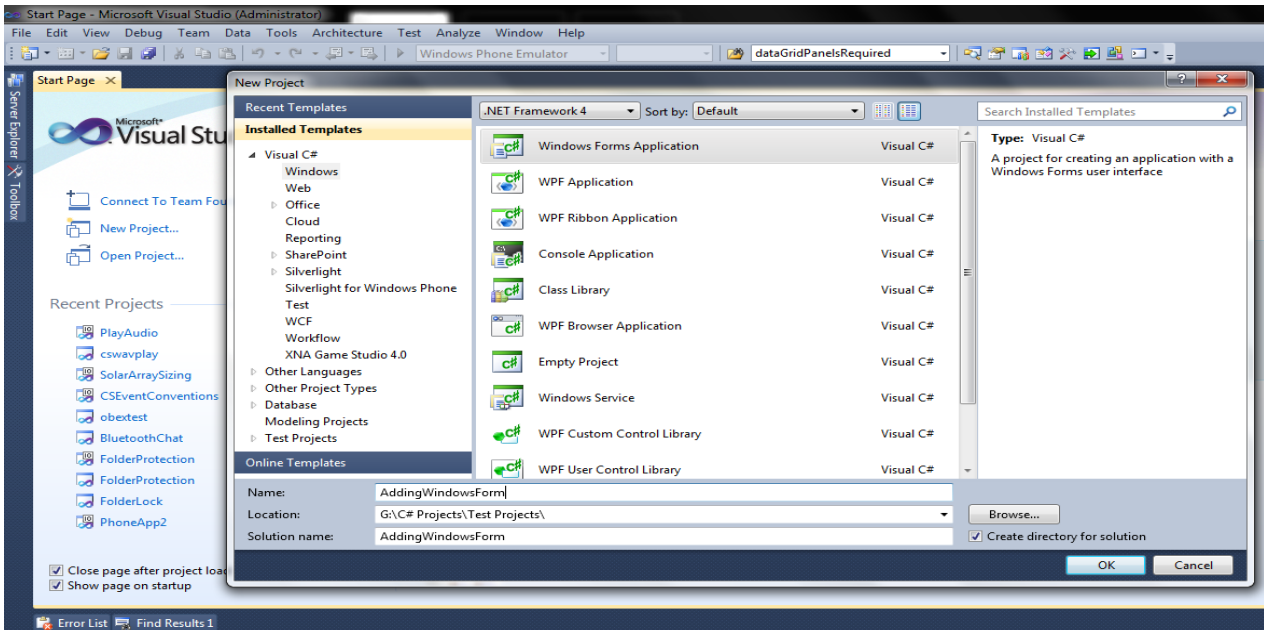 Start Page - Microsoft Visual Studio (Administrator)
File Edit View Debug Team Data Tools Architecture Test Analyze Window Help
Windows Phone Emulator
dataGridPanelsRequired
Server Explorer
Toolbox
Start Page
Microsoft
Visual Stu
Connect To Team Fou
New Project...
Open Project...
Recent Projects
PlayAudio
cswavplay
SolarArraySizing
CSEventConventions
obextest
BluetoothChat
FolderProtection
FolderProtection
FolderLock
PhoneApp2
Close page after project load
Show page on startup
Error List Find Results 1
New Project
Recent Templates
Installed Templates
Visual C#
Windows
Web
Office
Cloud
Reporting
SharePoint
Silverlight
Silverlight for Windows Phone
Test
WCF
Workflow
XNA Game Studio 4.0
Other Languages
Other Project Types
Database
Modeling Projects
Test Projects
Online Templates
.NET Framework 4 Sort by: Default
Windows Forms Application Visual C#
WPF Application Visual C#
WPF Ribbon Application Visual C#
Console Application Visual C#
Class Library Visual C#
WPF Browser Application Visual C#
Empty Project Visual C#
Windows Service Visual C#
WPF Custom Control Library Visual C#
WPF User Control Library Visual C#
Search Installed Templates
Type: Visual C#
A project for creating an application with a
Windows Forms user interface
Name: AddingWindowsForm
Location: G:\C# Projects\Test Projects\
Browse...
Solution name: AddingWindowsForm
Create directory for solution
OK Cancel